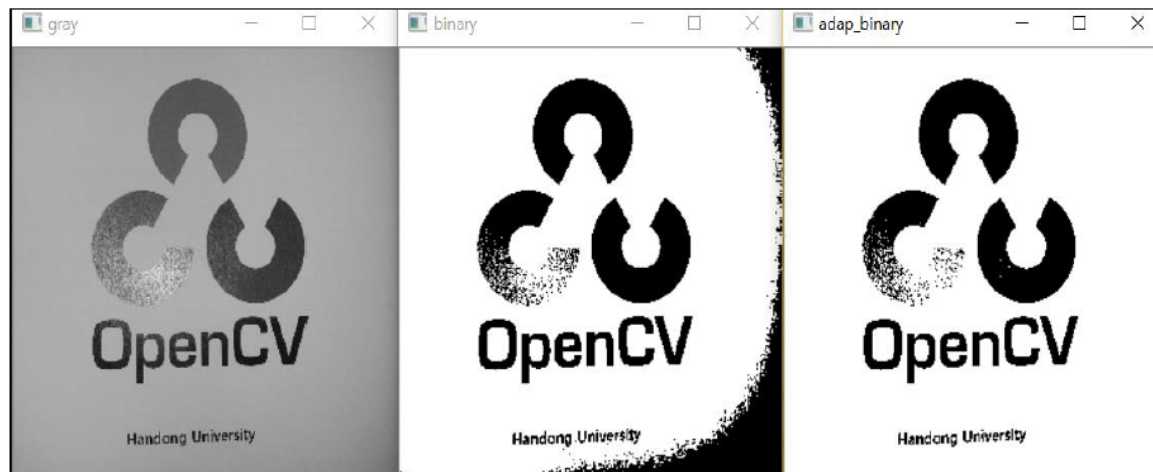 gray
binary
adap_binary
OpenCV
Handong University
OpenCV
Handong University
OpenCV
Handong University